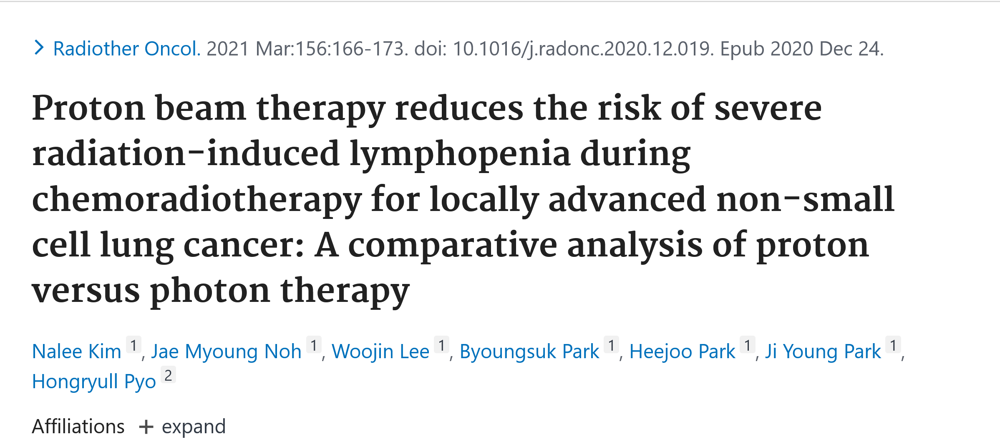 Radiother Oncol. 2021 Mar:156:166-173. doi: 10.1016/j.radonc.2020.12.019. Epub 2020 Dec 24.
Proton beam therapy reduces the risk of severe
radiation-induced lymphopenia during
chemoradiotherapy for locally advanced non-small
cell lung cancer: A comparative analysis of proton
versus photon therapy
Nalee Kim 1, Jae Myoung Noh 1, Woojin Lee 1, Byoungsuk Park 1, Heejoo Park 1, Ji Young Park 1,
Hongryull Pyo 2
Affiliations + expand